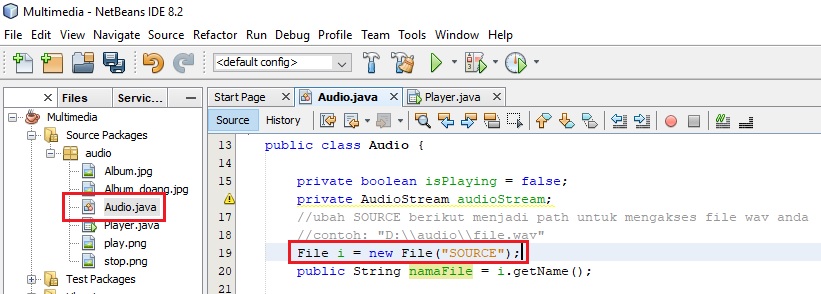 Multimedia - NetBeans IDE 8.2
File Edit View Navigate Source Refactor Run Debug Profile Team Tools Window Help
<default config>
Files Servic...
Start Page Audio.java Player.java
Source History
Multimedia
Source Packages
audio
Album.jpg
Album_doang.jpg
Audio.java
Player.java
play.png
stop.png
Test Packages
13 public class Audio {
14
15 private boolean isPlaying = false;
private AudioStream audioStream;
17 //ubah SOURCE berikut menjadi path untuk mengakses file wav anda
18 //contoh: "D:\\audio\\file.wav"
19 File i = new File("SOURCE");
20 public String namaFile = i.getName();